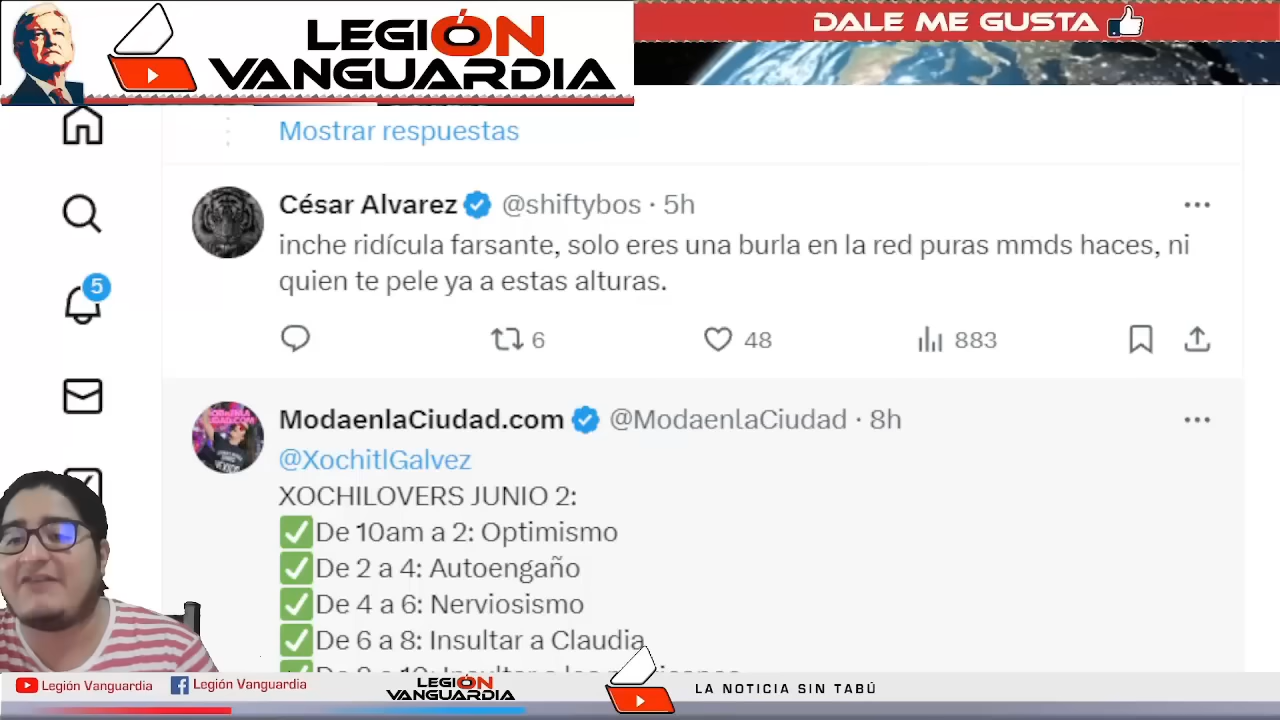 LEGIÓN
VANGUARDIA
DALE ME GUSTA
Mostrar respuestas
César Alvarez @shiftybos · 5h
inche ridícula farsante, solo eres una burla en la red puras mmds haces, ni
quien te pele ya a estas alturas.
6 48 883
5
ModaenlaCiudad.com @ModaenlaCiudad · 8h
@XochitlGalvez
XOCHILOVERS JUNIO 2:
✅De 10am a 2: Optimismo
✅De 2 a 4: Autoengaño
✅De 4 a 6: Nerviosismo
✅De 6 a 8: Insultar a Claudia
Legión Vanguardia Legión Vanguardia
LEGIÓN
VANGUARDIA
LA NOTICIA SIN TABÚ